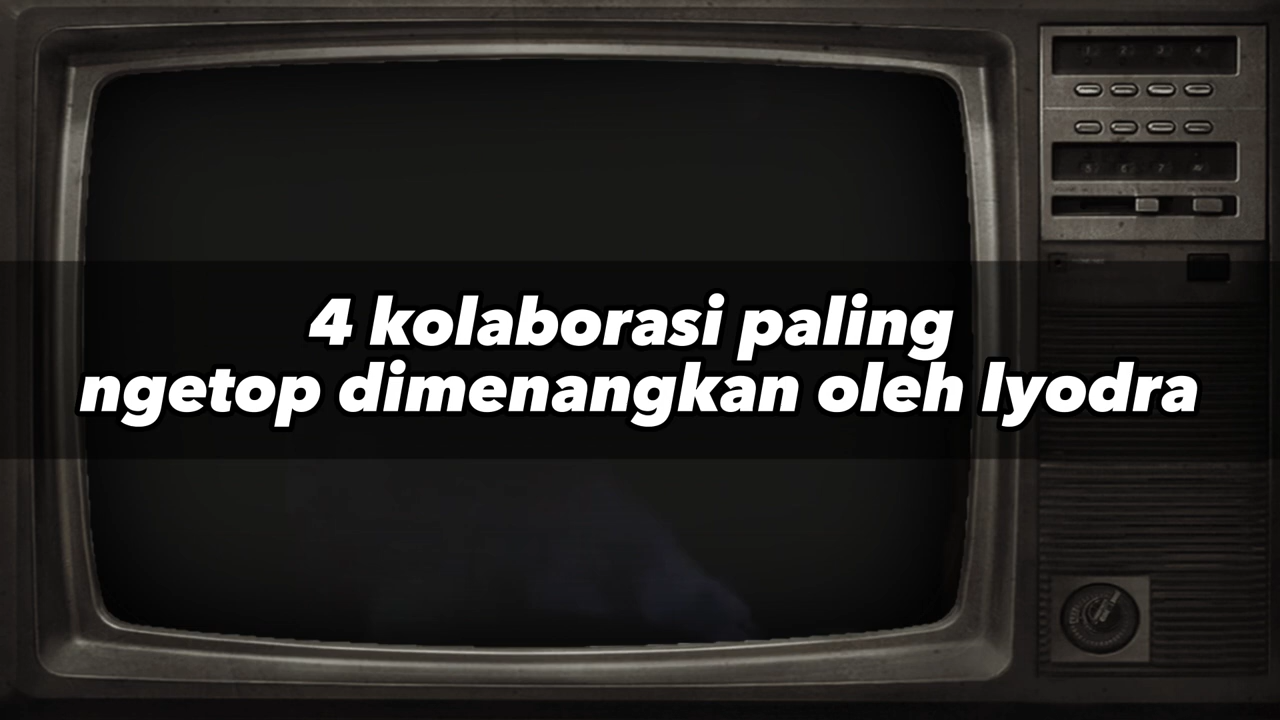 4 kolaborasi paling
ngetop dimenangkan oleh lyodra